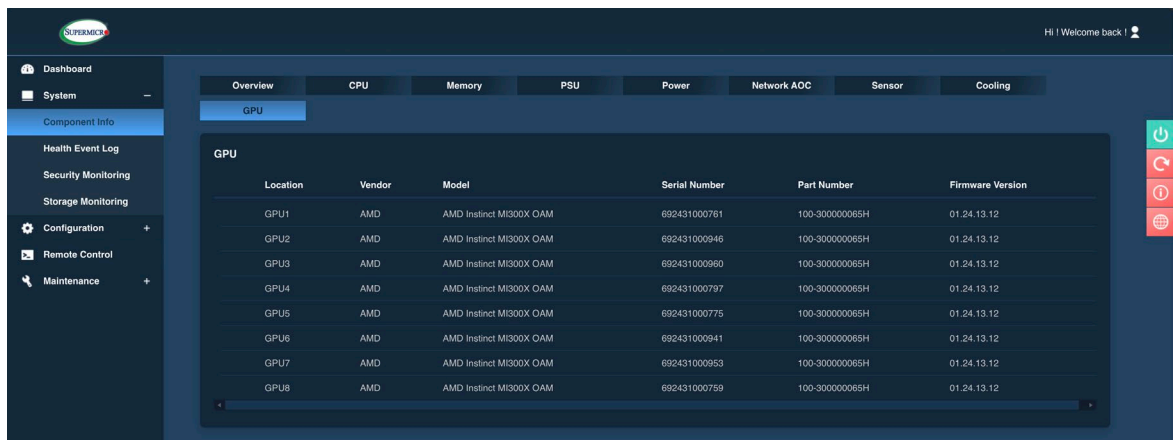 SUPERMICR
Hi ! Welcome back !
Dashboard
System −
Component Info
Health Event Log
Security Monitoring
Storage Monitoring
Configuration +
Remote Control
Maintenance +
Overview CPU Memory PSU Power Network AOC Sensor Cooling
GPU
GPU
Location Vendor Model Serial Number Part Number Firmware Version
GPU1 AMD AMD Instinct MI300X OAM 692431000761 100-300000065H 01.24.13.12
GPU2 AMD AMD Instinct MI300X OAM 692431000946 100-300000065H 01.24.13.12
GPU3 AMD AMD Instinct MI300X OAM 692431000960 100-300000065H 01.24.13.12
GPU4 AMD AMD Instinct MI300X OAM 692431000797 100-300000065H 01.24.13.12
GPU5 AMD AMD Instinct MI300X OAM 692431000775 100-300000065H 01.24.13.12
GPU6 AMD AMD Instinct MI300X OAM 692431000941 100-300000065H 01.24.13.12
GPU7 AMD AMD Instinct MI300X OAM 692431000953 100-300000065H 01.24.13.12
GPU8 AMD AMD Instinct MI300X OAM 692431000759 100-300000065H 01.24.13.12